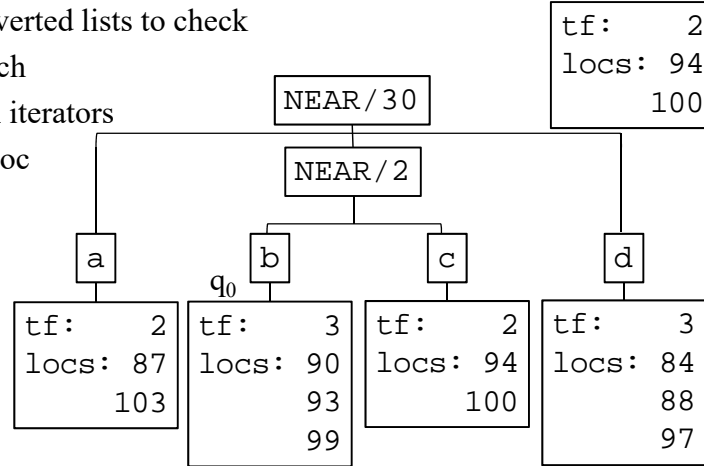 verted lists to check
ch
iterators
oc
tf: 2
locs: 94
100
NEAR/30
NEAR/2
a
b
c
d
q0
tf: 2
locs: 87
103
tf: 3
locs: 90
93
99
tf: 2
locs: 94
100
tf: 3
locs: 84
88
97